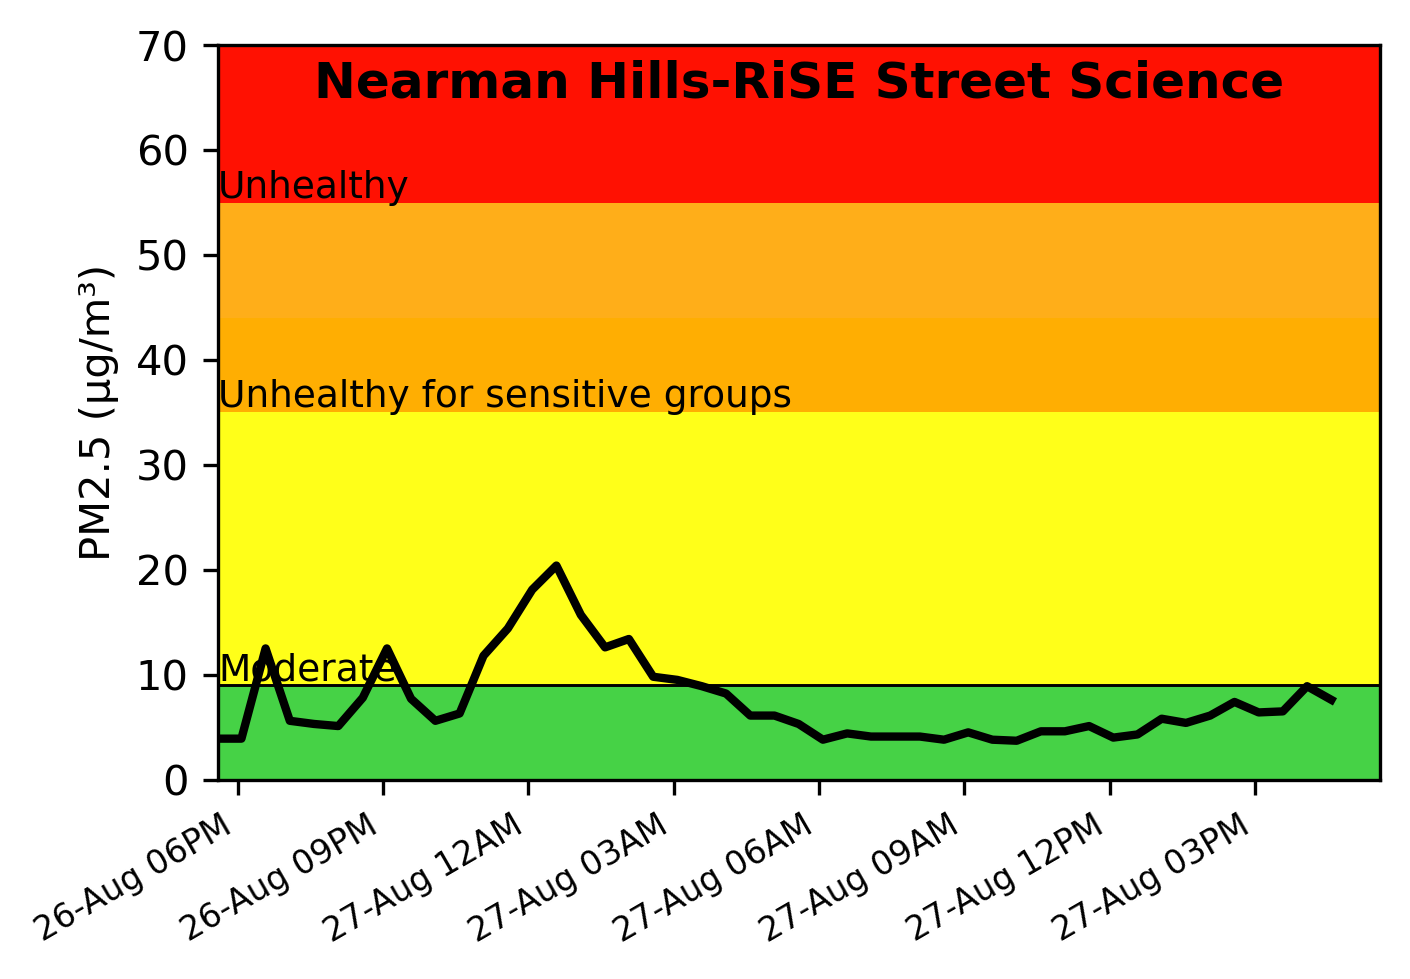 Nearman Hills-RiSE Street Science
70
60
Unhealthy
50
40
Unhealthy for sensitive groups
30
20
10
Moderate
0
PM2.5 (µg/m³)
26-Aug 06PM
26-Aug 09PM
27-Aug 12AM
27-Aug 03AM
27-Aug 06AM
27-Aug 09AM
27-Aug 12PM
27-Aug 03PM